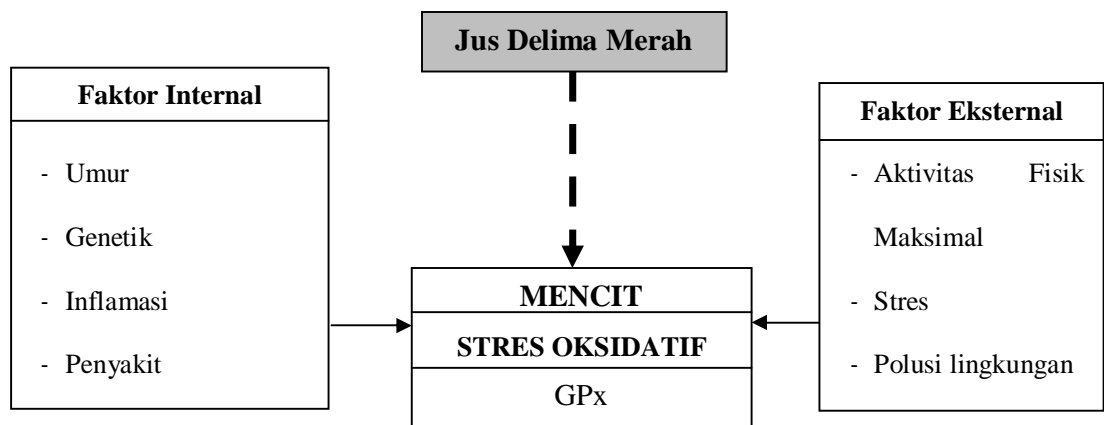 Jus Delima Merah
Faktor Internal
- Umur
- Genetik
- Inflamasi
- Penyakit
MENCIT
STRES OKSIDATIF
GPx
Faktor Eksternal
- Aktivitas Fisik
Maksimal
- Stres
- Polusi lingkungan